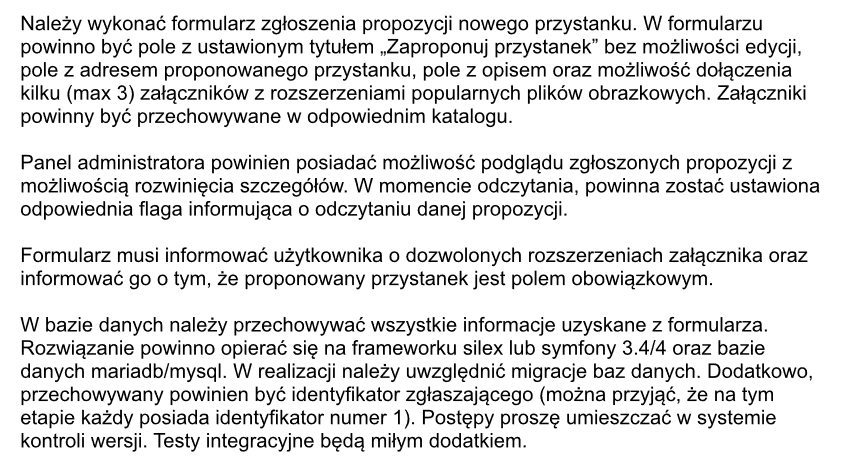 Należy wykonać formularz zgłoszenia propozycji nowego przystanku. W formularzu
powinno być pole z ustawionym tytułem „Zaproponuj przystanek” bez możliwości edycji,
pole z adresem proponowanego przystanku, pole z opisem oraz możliwość dołączenia
kilku (max 3) załączników z rozszerzeniami popularnych plików obrazkowych. Załączniki
powinny być przechowywane w odpowiednim katalogu.
Panel administratora powinien posiadać możliwość podglądu zgłoszonych propozycji z
możliwością rozwinięcia szczegółów. W momencie odczytania, powinna zostać ustawiona
odpowiednia flaga informująca o odczytaniu danej propozycji.
Formularz musi informować użytkownika o dozwolonych rozszerzeniach załącznika oraz
informować go o tym, że proponowany przystanek jest polem obowiązkowym.
W bazie danych należy przechowywać wszystkie informacje uzyskane z formularza.
Rozwiązanie powinno opierać się na frameworku silex lub symfony 3.4/4 oraz bazie
danych mariadb/mysql. W realizacji należy uwzględnić migracje baz danych. Dodatkowo,
przechowywany powinien być identyfikator zgłaszającego (można przyjąć, że na tym
etapie każdy posiada identyfikator numer 1). Postępy proszę umieszczać w systemie
kontroli wersji. Testy integracyjne będą miłym dodatkiem.